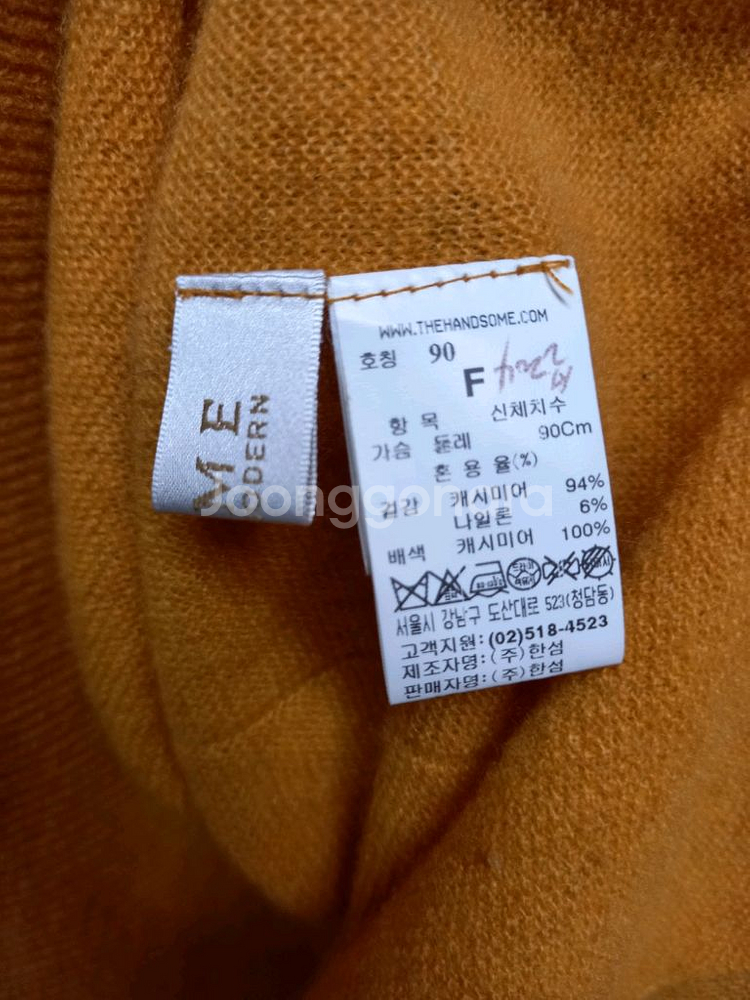 ME
ODERN
WWW.THEHANDSOME.COM
호칭 90
F
항 목 신체치수
가슴 둘레 90Cm
혼 용 율(%)
겉감 캐시미어 94%
나일론 6%
배색 캐시미어 100%
서울시 강남구 도산대로 523(청담동)
고객지원: (02)518-4523
제조자명: (주)한섬
판매자명: (주)한섬
Joonggonara